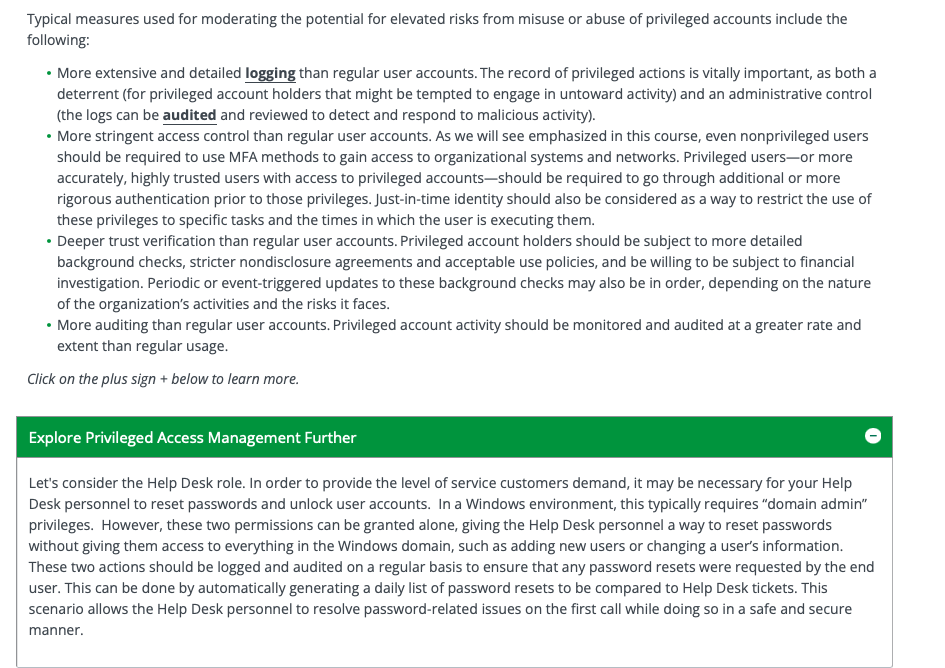 Typical measures used for moderating the potential for elevated risks from misuse or abuse of privileged accounts include the
following:
• More extensive and detailed logging than regular user accounts. The record of privileged actions is vitally important, as both a
deterrent (for privileged account holders that might be tempted to engage in untoward activity) and an administrative control
(the logs can be audited and reviewed to detect and respond to malicious activity).
• More stringent access control than regular user accounts. As we will see emphasized in this course, even nonprivileged users
should be required to use MFA methods to gain access to organizational systems and networks. Privileged users—or more
accurately, highly trusted users with access to privileged accounts—should be required to go through additional or more
rigorous authentication prior to those privileges. Just-in-time identity should also be considered as a way to restrict the use of
these privileges to specific tasks and the times in which the user is executing them.
• Deeper trust verification than regular user accounts. Privileged account holders should be subject to more detailed
background checks, stricter nondisclosure agreements and acceptable use policies, and be willing to be subject to financial
investigation. Periodic or event-triggered updates to these background checks may also be in order, depending on the nature
of the organization’s activities and the risks it faces.
• More auditing than regular user accounts. Privileged account activity should be monitored and audited at a greater rate and
extent than regular usage.
Click on the plus sign + below to learn more.
Explore Privileged Access Management Further
Let's consider the Help Desk role. In order to provide the level of service customers demand, it may be necessary for your Help
Desk personnel to reset passwords and unlock user accounts. In a Windows environment, this typically requires “domain admin”
privileges. However, these two permissions can be granted alone, giving the Help Desk personnel a way to reset passwords
without giving them access to everything in the Windows domain, such as adding new users or changing a user’s information.
These two actions should be logged and audited on a regular basis to ensure that any password resets were requested by the end
user. This can be done by automatically generating a daily list of password resets to be compared to Help Desk tickets. This
scenario allows the Help Desk personnel to resolve password-related issues on the first call while doing so in a safe and secure
manner.